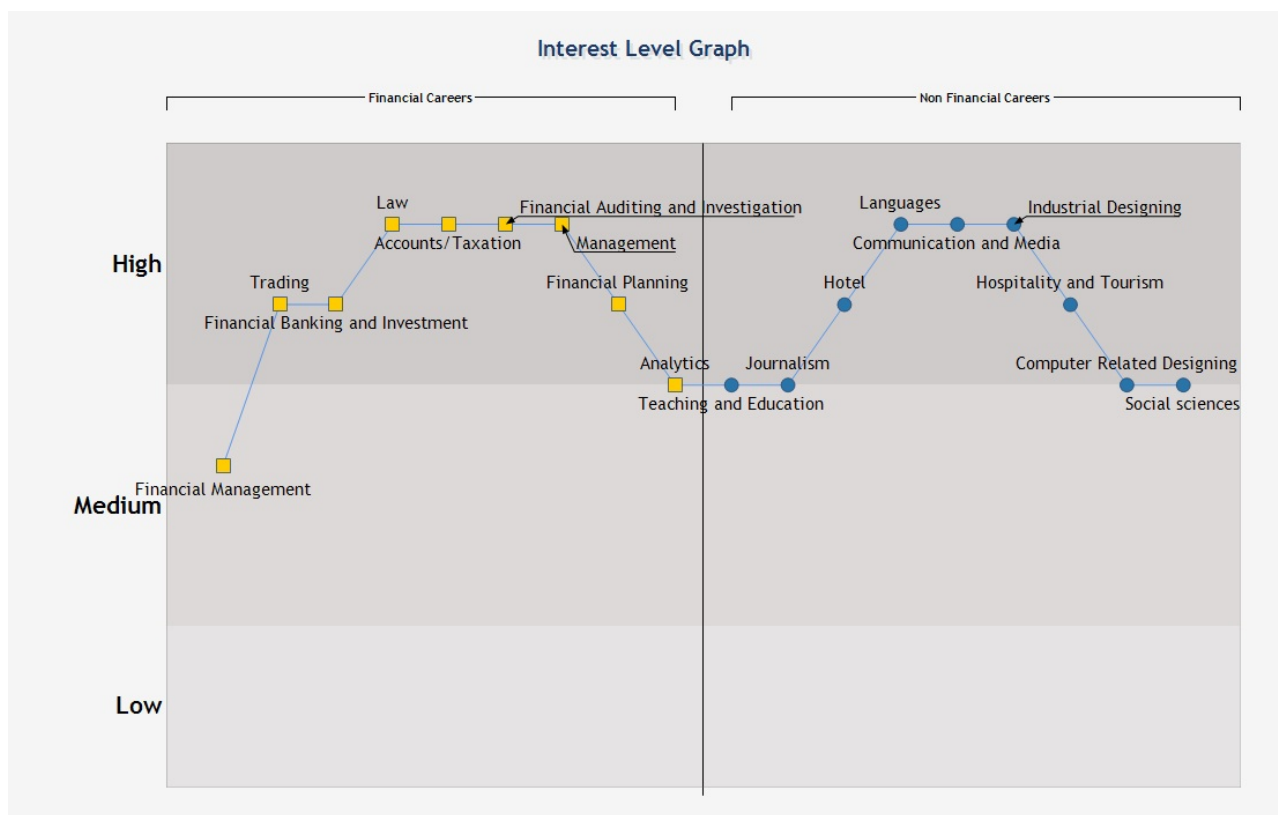 Interest Level Graph
Financial Careers
Non Financial Careers
Law
Financial Auditing and Investigation
Languages
Industrial Designing
Accounts/Taxation
Management
Communication and Media
High
Trading
Financial Planning
Hotel
Hospitality and Tourism
Financial Banking and Investment
Analytics
Journalism
Computer Related Designing
Teaching and Education
Social sciences
Financial Management
Medium
Low